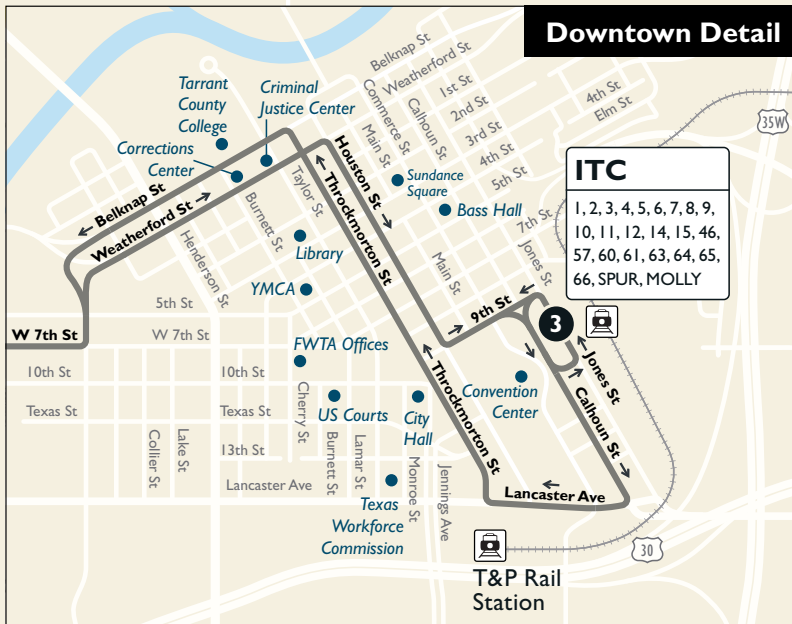 Downtown Detail
Belknap St
Weatherford St
1st St
2nd St
3rd St
4th St
5th St
Commerce St
Calhoun St
Main St
4th St
Elm St
35W
Tarrant
County
College
Criminal
Justice Center
Corrections
Center
Houston St
Sundance
Square
Bass Hall
ITC
1, 2, 3, 4, 5, 6, 7, 8, 9,
10, 11, 12, 14, 15, 46,
57, 60, 61, 63, 64, 65,
66, SPUR, MOLLY
Belknap St
Weatherford St
Taylor St
Throckmorton St
Burnett St
Henderson St
Library
YMCA
Main St
7th St
Jones St
9th St
3
5th St
W 7th St
W 7th St
FWTA Offices
10th St
10th St
Throckmorton St
Convention
Center
Jones St
Calhoun St
Texas St
Texas St
Cherry St
US Courts
City
Hall
Collier St
Lake St
13th St
Burnett St
Lamar St
Monroe St
Jennings Ave
Lancaster Ave
Lancaster Ave
Texas
Workforce
Commission
30
T&P Rail
Station